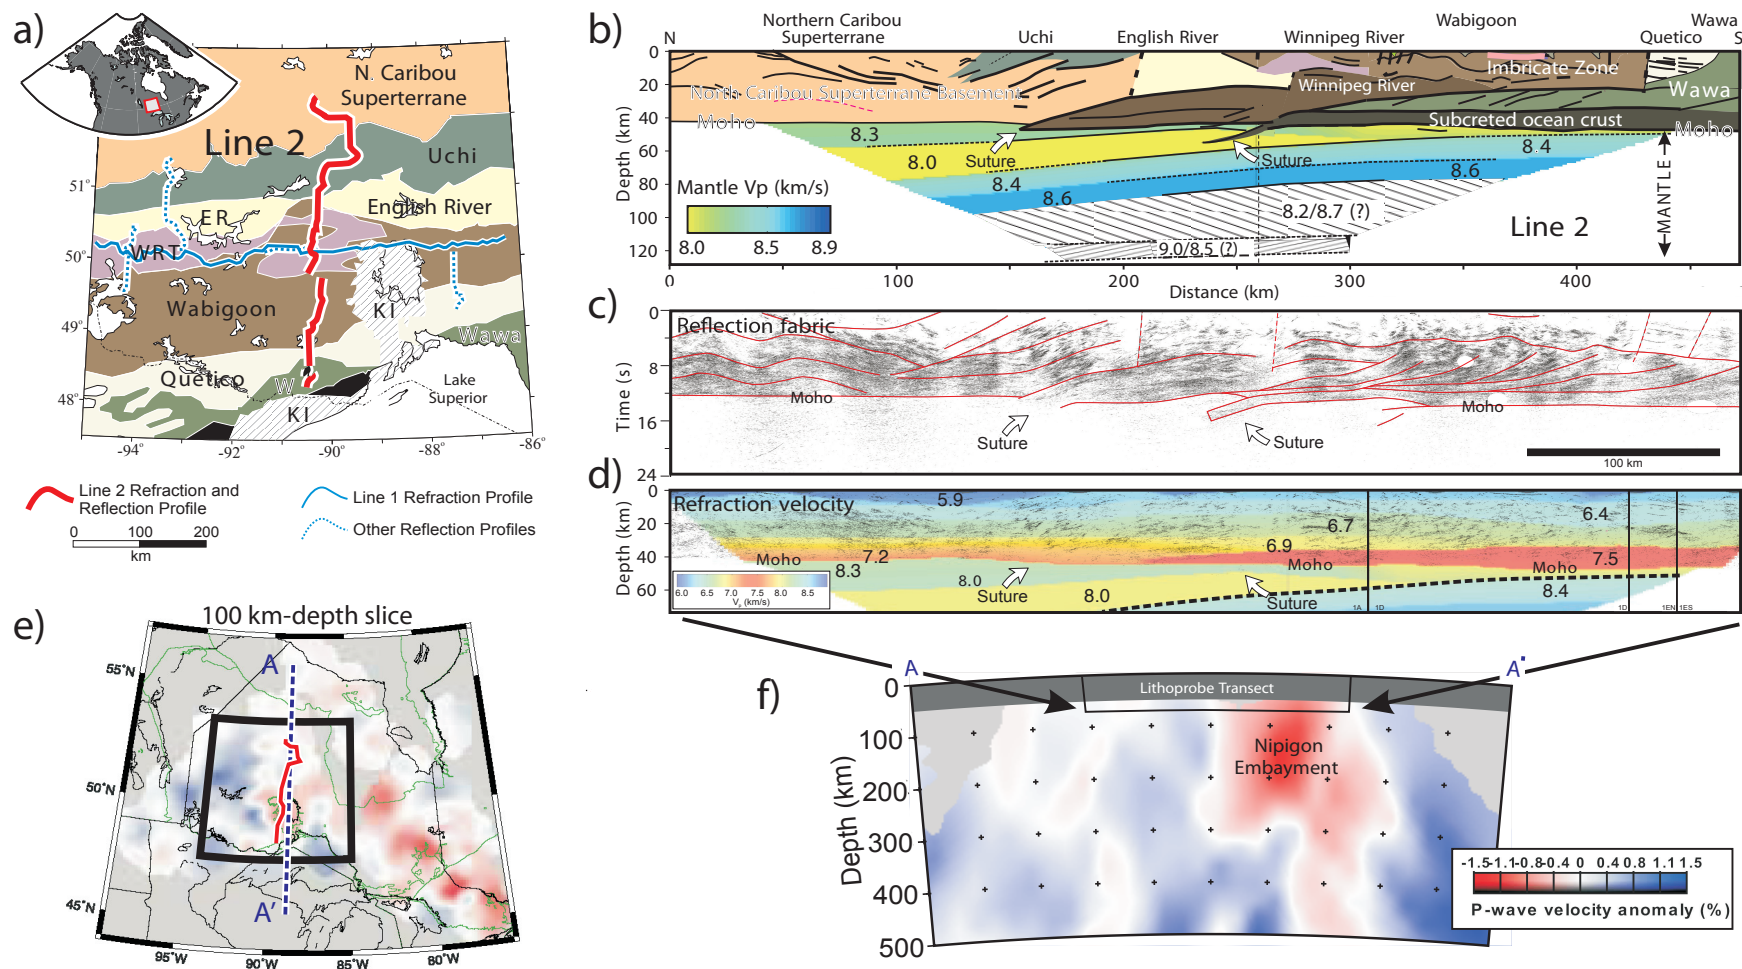 a)
N. Caribou
Superterrane
Line 2
Uchi
51°
ER
English River
WRT
50°
Wabigoon
KI
49°
Wawa
Quetico
W
Lake
Superior
48°
KI
-94°
-92°
-90°
-88°
-86°
Line 2 Refraction and
Reflection Profile
Line 1 Refraction Profile
Other Reflection Profiles
0 100 200
km
b)
Northern Caribou
Superterrane
Uchi
English River
Winnipeg River
Wabigoon
Quetico
Wawa
N
S
Depth (km)
0
20
40
60
80
100
120
North Caribou Superterrane Basement
Moho
Imbricate Zone
Winnipeg River
Wawa
Subcreted ocean crust
Moho
8.3
8.0
Suture
Suture
8.4
8.4
8.6
8.6
8.2/8.7 (?)
9.0/8.5 (?)
Mantle Vp (km/s)
8.0 8.5 8.9
Line 2
MANTLE
0 100 200 300 400
Distance (km)
c)
Reflection fabric
Time (s)
0
8
16
24
Moho
Moho
Suture
Suture
100 km
d)
Refraction velocity
Depth (km)
0
20
40
60
5.9
6.7
6.4
6.9
7.2
7.5
Moho
Moho
Moho
8.3
8.0
8.0
8.4
Suture
Suture
6.0 6.5 7.0 7.5 8.0 8.5
1A 1D 1D 1EN 1ES
e)
100 km-depth slice
A
A'
55°N
50°N
45°N
95°W
90°W
85°W
80°W
f)
A
A'
Lithoprobe Transect
Nipigon
Embayment
Depth (km)
0
100
200
300
400
500
-1.5 -1.1 -0.8 -0.4 0 0.4 0.8 1.1 1.5
P-wave velocity anomaly (%)